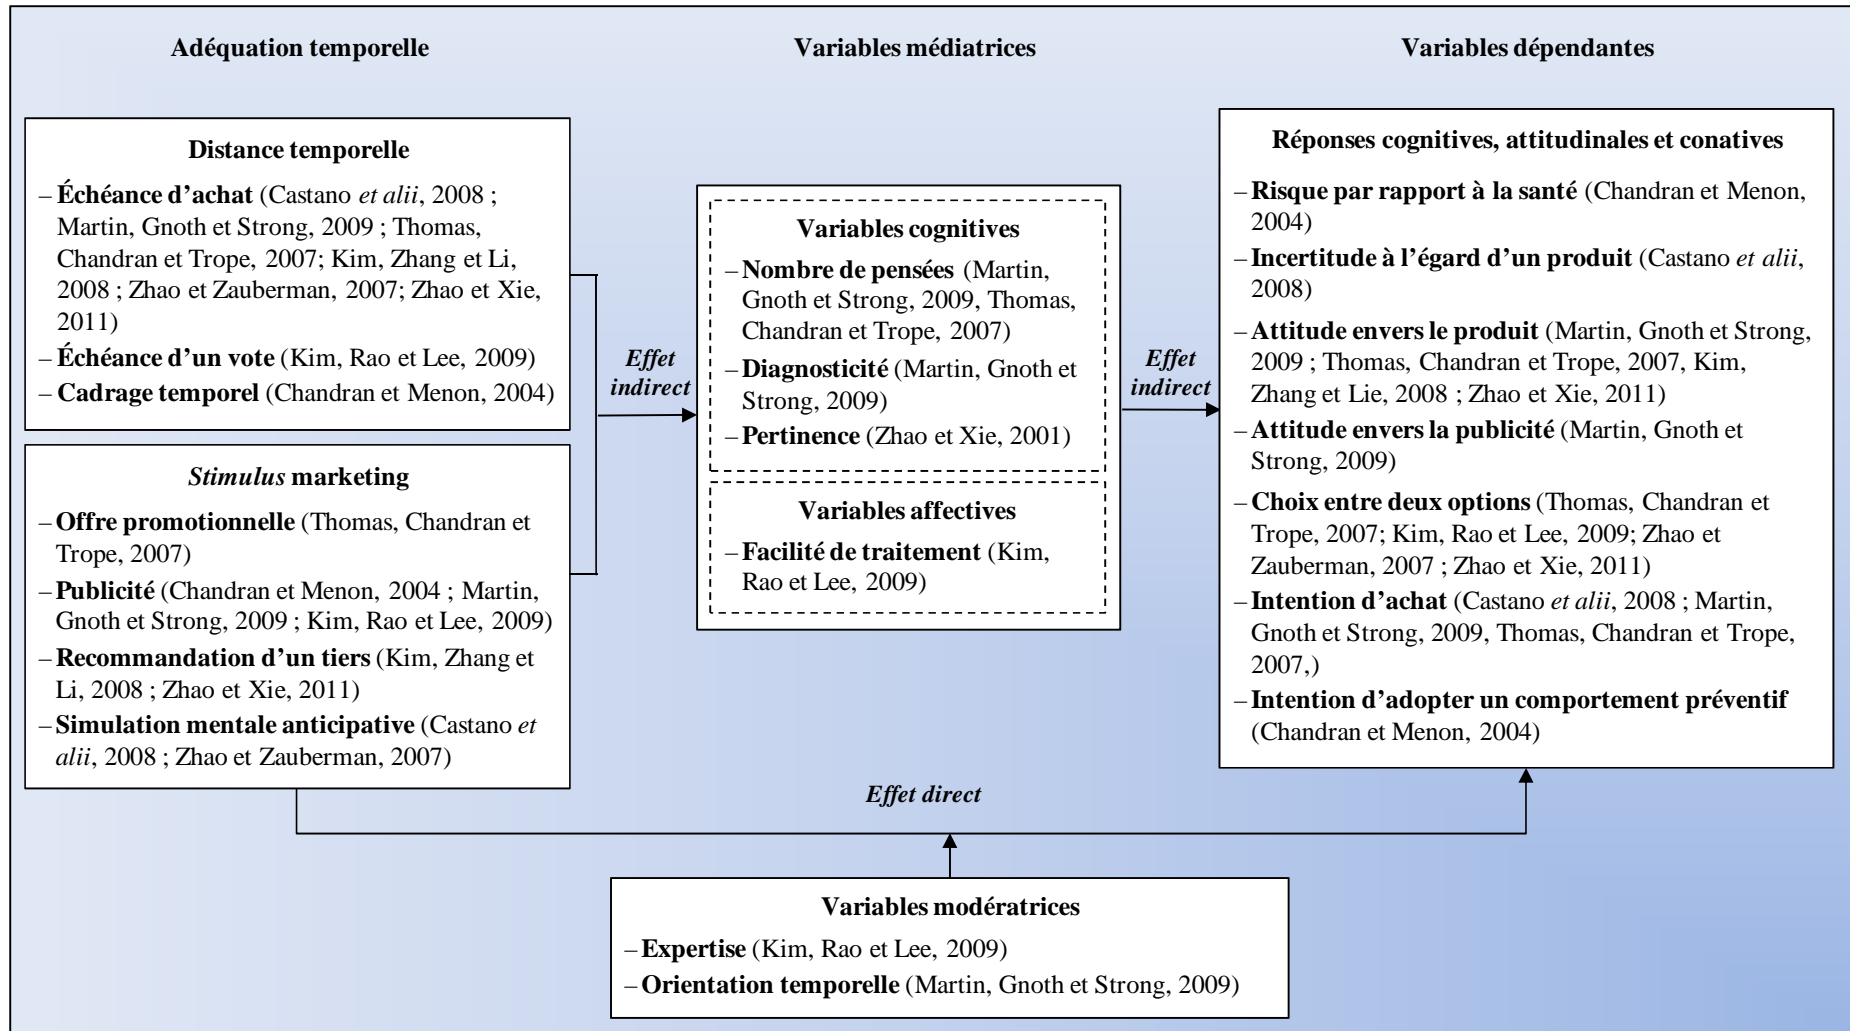 Adéquation temporelle
Variables médiatrices
Variables dépendantes
Distance temporelle
– Échéance d’achat (Castano et alii, 2008 ;
Martin, Gnoth et Strong, 2009 ; Thomas,
Chandran et Trope, 2007; Kim, Zhang et Li,
2008 ; Zhao et Zauberman, 2007; Zhao et Xie,
2011)
– Échéance d’un vote (Kim, Rao et Lee, 2009)
– Cadrage temporel (Chandran et Menon, 2004)
Stimulus marketing
– Offre promotionnelle (Thomas, Chandran et
Trope, 2007)
– Publicité (Chandran et Menon, 2004 ; Martin,
Gnoth et Strong, 2009 ; Kim, Rao et Lee, 2009)
– Recommandation d’un tiers (Kim, Zhang et
Li, 2008 ; Zhao et Xie, 2011)
– Simulation mentale anticipative (Castano et
alii, 2008 ; Zhao et Zauberman, 2007)
Effet
indirect
Variables cognitives
– Nombre de pensées (Martin,
Gnoth et Strong, 2009, Thomas,
Chandran et Trope, 2007)
– Diagnosticité (Martin, Gnoth et
Strong, 2009)
– Pertinence (Zhao et Xie, 2001)
Variables affectives
– Facilité de traitement (Kim,
Rao et Lee, 2009)
Effet
indirect
Réponses cognitives, attitudinales et conatives
– Risque par rapport à la santé (Chandran et Menon,
2004)
– Incertitude à l’égard d’un produit (Castano et alii,
2008)
– Attitude envers le produit (Martin, Gnoth et Strong,
2009 ; Thomas, Chandran et Trope, 2007, Kim,
Zhang et Lie, 2008 ; Zhao et Xie, 2011)
– Attitude envers la publicité (Martin, Gnoth et
Strong, 2009)
– Choix entre deux options (Thomas, Chandran et
Trope, 2007; Kim, Rao et Lee, 2009; Zhao et
Zauberman, 2007 ; Zhao et Xie, 2011)
– Intention d’achat (Castano et alii, 2008 ; Martin,
Gnoth et Strong, 2009, Thomas, Chandran et Trope,
2007,)
– Intention d’adopter un comportement préventif
(Chandran et Menon, 2004)
Effet direct
Variables modératrices
– Expertise (Kim, Rao et Lee, 2009)
– Orientation temporelle (Martin, Gnoth et Strong, 2009)